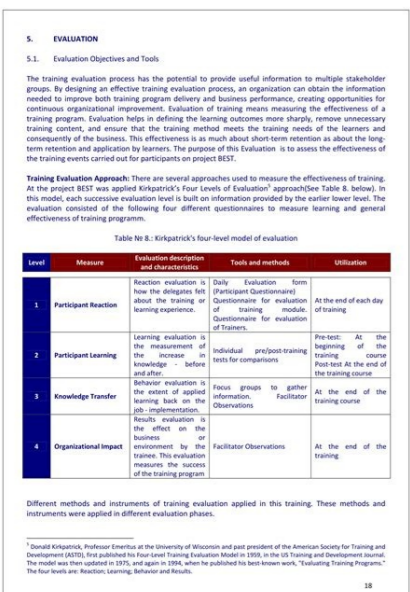 5. EVALUATION
5.1. Evaluation Objectives and Tools
The training evaluation process has the potential to provide useful information to multiple stakeholder
groups. By designing an effective training evaluation process, an organization can obtain the information
needed to improve both training program delivery and business performance, creating opportunities for
continuous organizational improvement. Evaluation of training means measuring the effectiveness of a
training program. Evaluation helps in defining the learning outcomes more sharply, remove unnecessary
training content, and ensure that the training method meets the training needs of the learners and
consequently of the business. This effectiveness is as much about short-term retention as about the long-
term retention and application by learners. The purpose of this Evaluation is to assess the effectiveness of
the training events carried out for participants on project BEST.
Training Evaluation Approach: There are several approaches used to measure the effectiveness of training.
At the project BEST was applied Kirkpatrick's Four Levels of Evaluation5 approach(See Table 8. below). In
this model, each successive evaluation level is built on information provided by the earlier lower level. The
evaluation consisted of the following four different questionnaires to measure learning and general
effectiveness of training programm.
Table № 8.: Kirkpatrick's four-level model of evaluation
Level Measure Evaluation description and characteristics Tools and methods Utilization
1 Participant Reaction
Reaction evaluation is
how the delegates felt
about the training or
learning experience.
Daily Evaluation form
(Participant Questionnaire)
Questionnaire for evaluation
of training module.
Questionnaire for evaluation
of Trainers.
At the end of each day
of training
2 Participant Learning
Learning evaluation is
the measurement of
the increase in
knowledge - before
and after.
Individual pre/post-training
tests for comparisons
Pre-test: At the
beginning of the
training course
Post-test At the end of
the training course
3 Knowledge Transfer
Behavior evaluation is
the extent of applied
learning back on the
job - implementation.
Focus groups to gather
information. Facilitator
Observations
At the end of the
training course
4 Organizational Impact
Results evaluation is
the effect on the
business or
environment by the
trainee. This evaluation
measures the success
of the training program
Facilitator Observations
At the end of the
training
Different methods and instruments of training evaluation applied in this training. These methods and
instruments were applied in different evaluation phases.
5 Donald Kirkpatrick, Professor Emeritus at the University of Wisconsin and past president of the American Society for Training and
Development (ASTD), first published his Four-Level Training Evaluation Model in 1959, in the US Training and Development Journal.
The model was then updated in 1975, and again in 1994, when he published his best-known work, "Evaluating Training Programs."
The four levels are: Reaction; Learning; Behavior and Results.
18